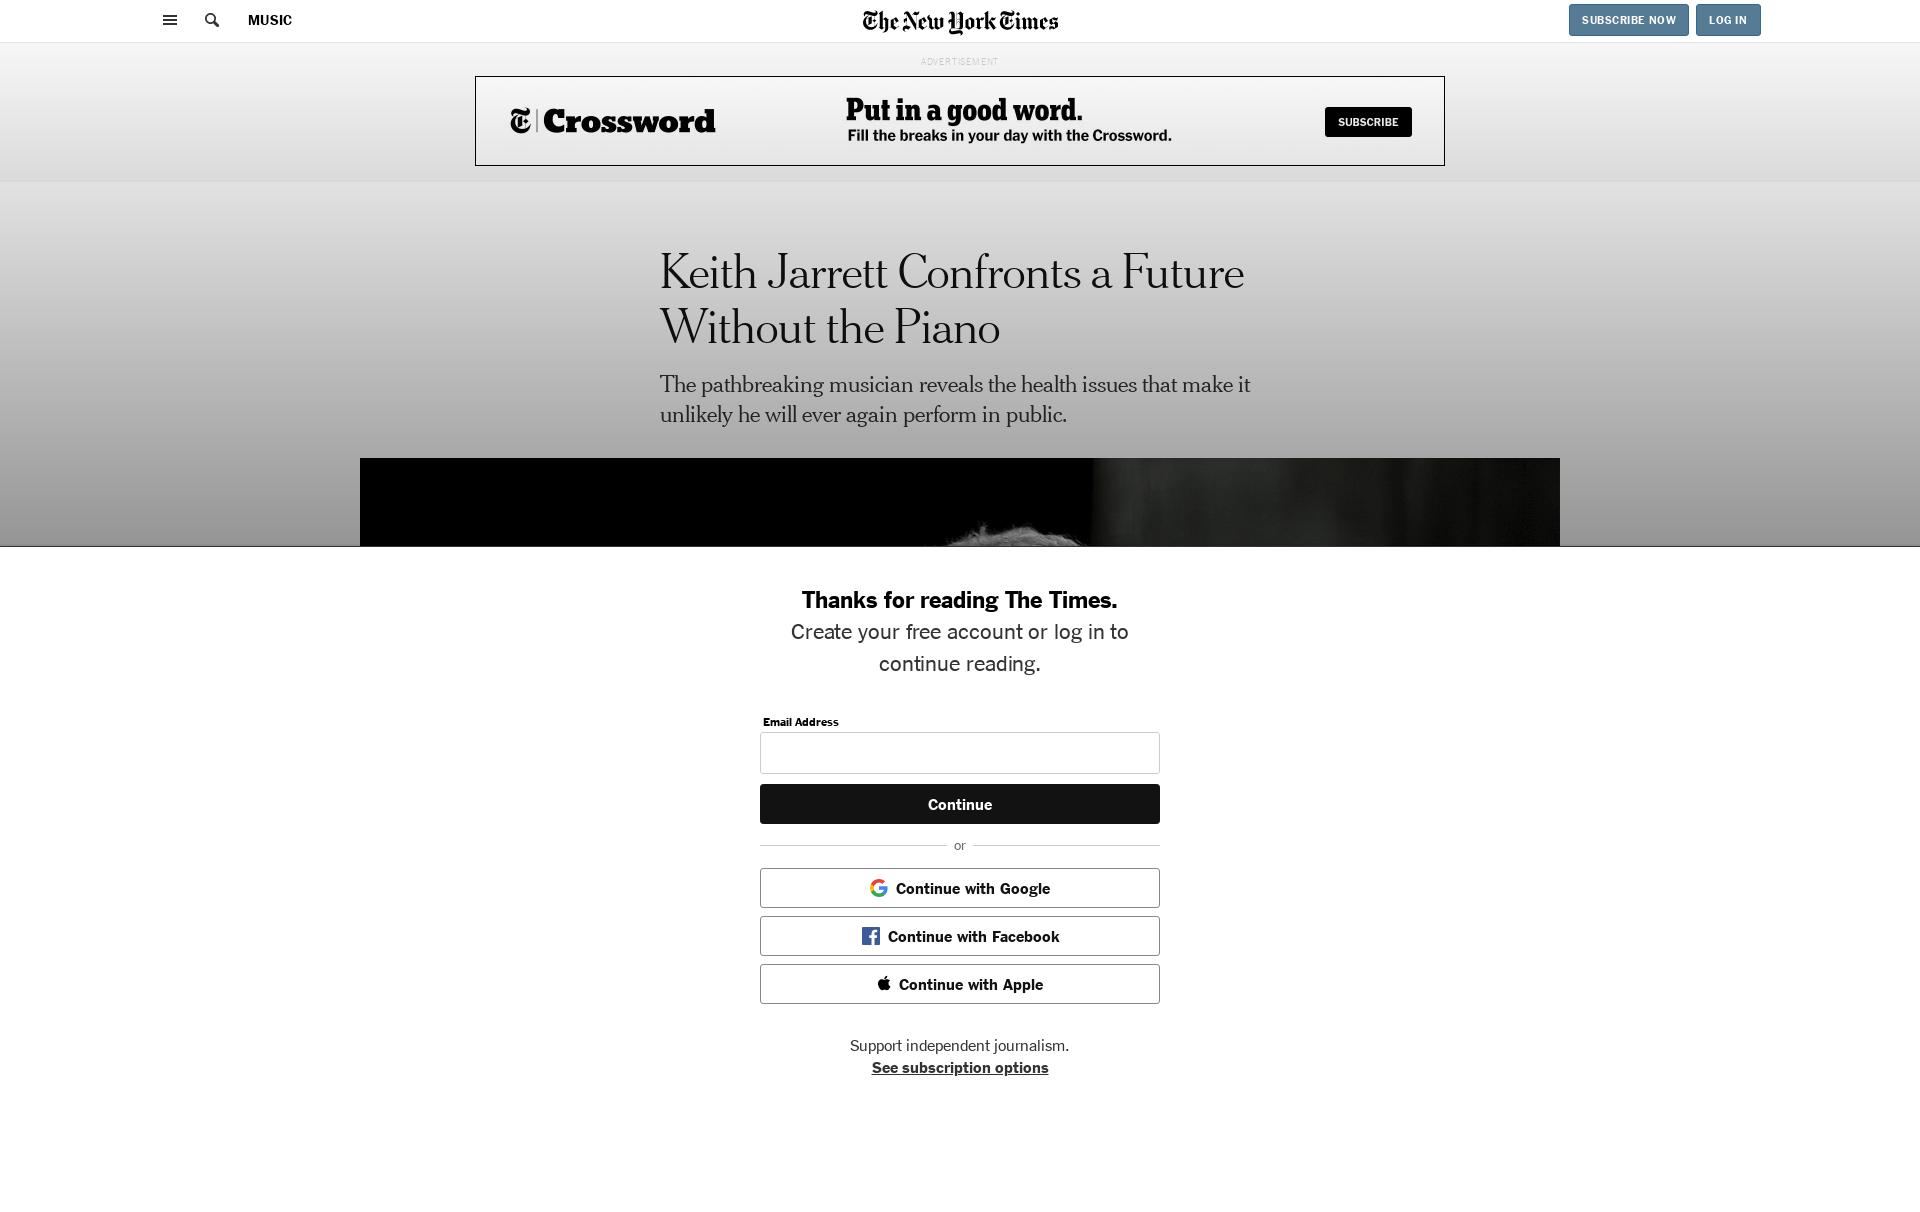 MUSIC
The New York Times
SUBSCRIBE NOW
LOG IN
ADVERTISEMENT
T Crossword
Put in a good word.
Fill the breaks in your day with the Crossword.
SUBSCRIBE
Keith Jarrett Confronts a Future
Without the Piano
The pathbreaking musician reveals the health issues that make it
unlikely he will ever again perform in public.
Thanks for reading The Times.
Create your free account or log in to
continue reading.
Email Address
Continue
or
Continue with Google
Continue with Facebook
Continue with Apple
Support independent journalism.
See subscription options